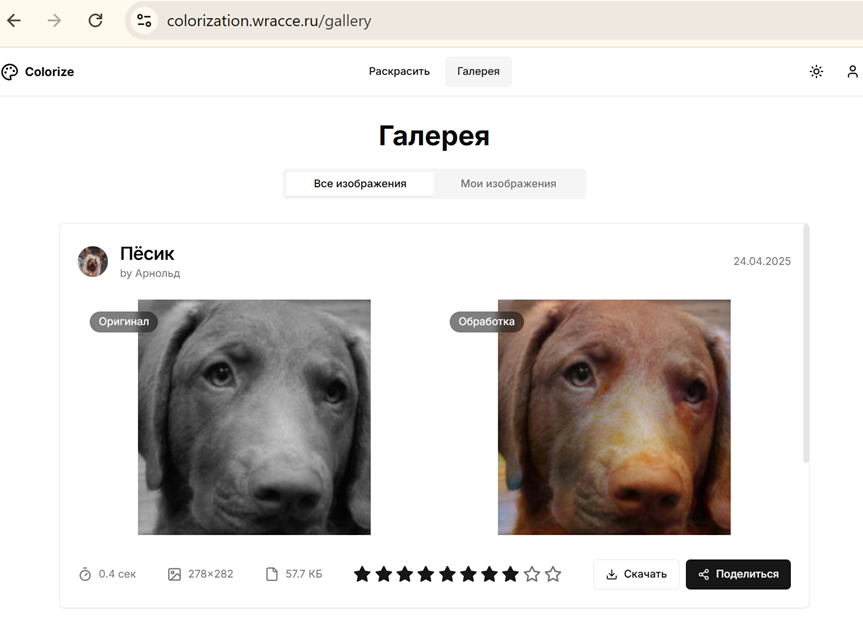 colorization.wracce.ru/gallery
Colorize
Раскрасить
Галерея
Галерея
Все изображения
Мои изображения
Пёсик
by Арнольд
24.04.2025
Оригинал
Обработка
0.4 сек
278×282
57.7 КБ
Скачать
Поделиться